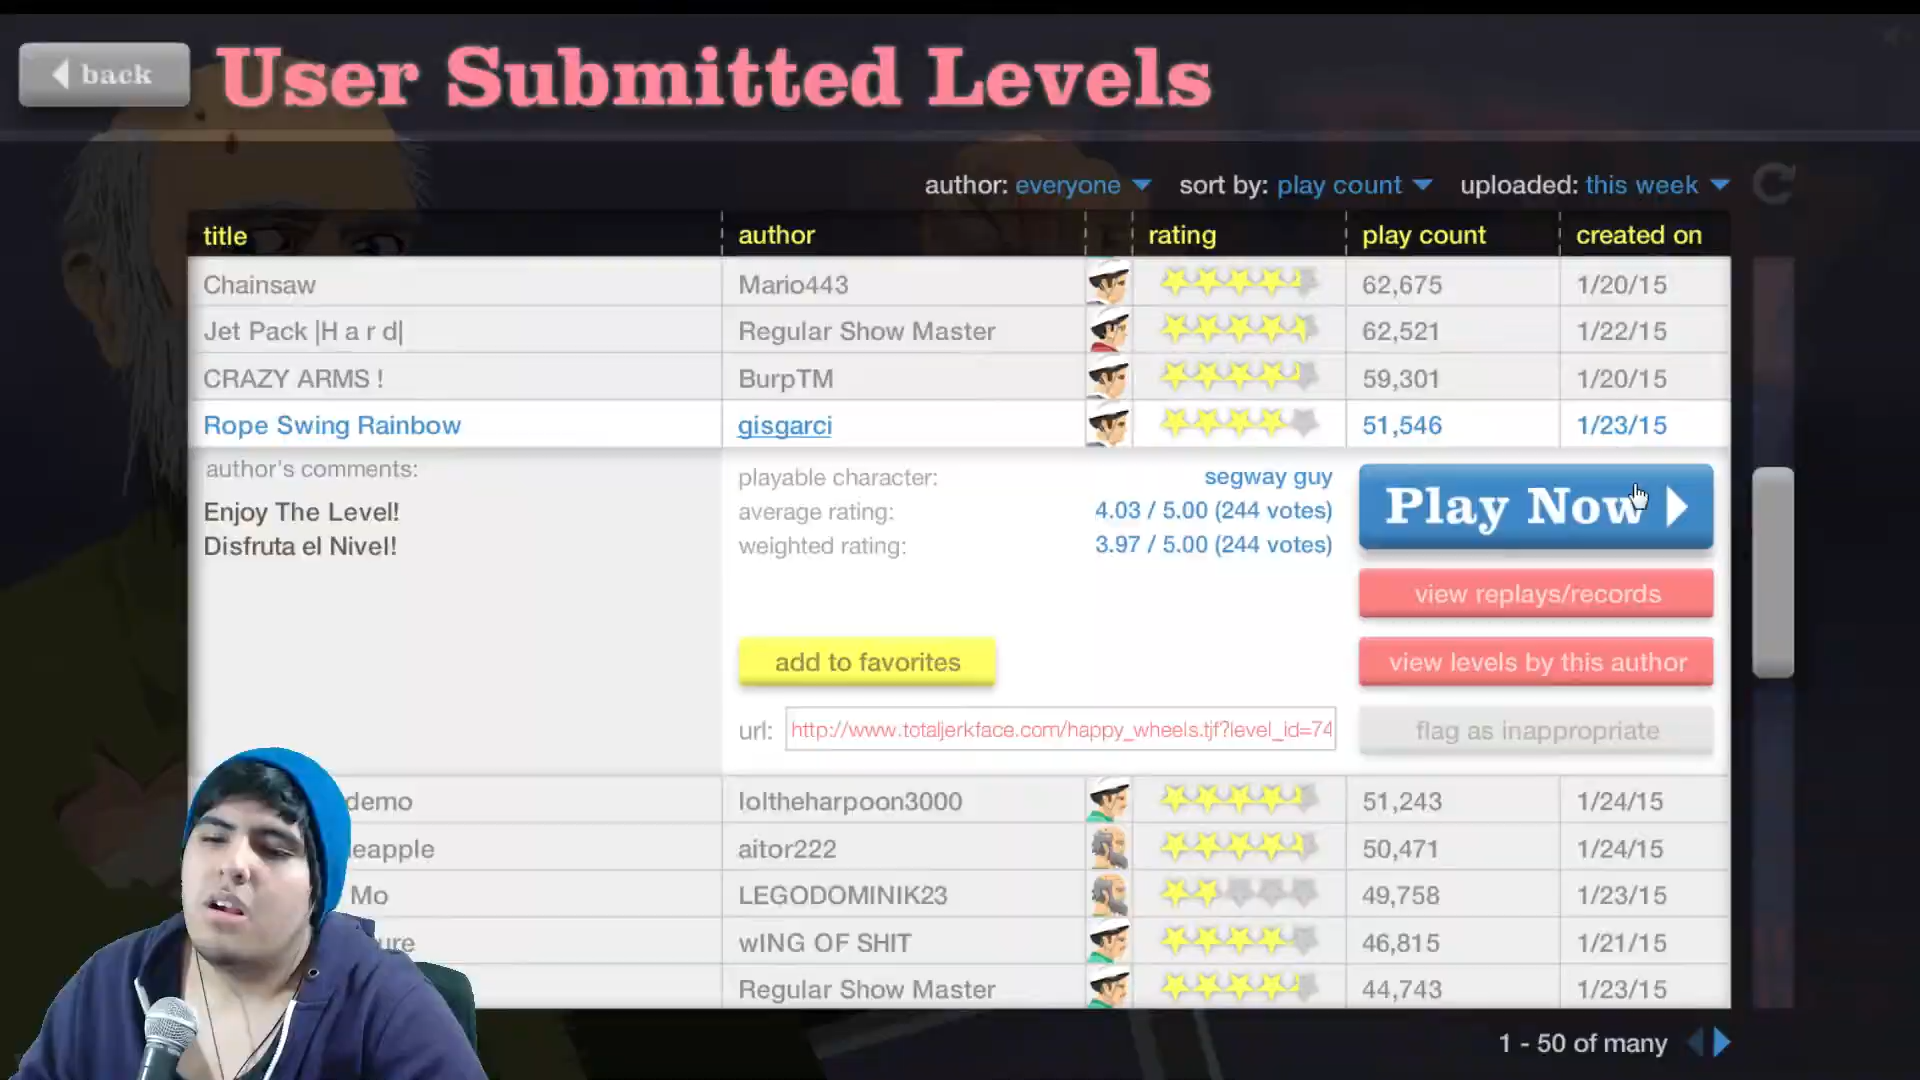 back
User Submitted Levels
author: everyone sort by: play count uploaded: this week
title author rating play count created on
Chainsaw Mario443 62,675 1/20/15
Jet Pack |H a r d| Regular Show Master 62,521 1/22/15
CRAZY ARMS ! BurpTM 59,301 1/20/15
Rope Swing Rainbow gisgarci 51,546 1/23/15
author's comments:
Enjoy The Level!
Disfruta el Nivel!
playable character: segway guy
average rating: 4.03 / 5.00 (244 votes)
weighted rating: 3.97 / 5.00 (244 votes)
Play Now
view replays/records
add to favorites
view levels by this author
url: http://www.totaljerkface.com/happy_wheels.tjf?level_id=74
flag as inappropriate
demo loltheharpoon3000 51,243 1/24/15
eapple aitor222 50,471 1/24/15
Mo LEGODOMINIK23 49,758 1/23/15
ure wING OF SHIT 46,815 1/21/15
Regular Show Master 44,743 1/23/15
1 - 50 of many